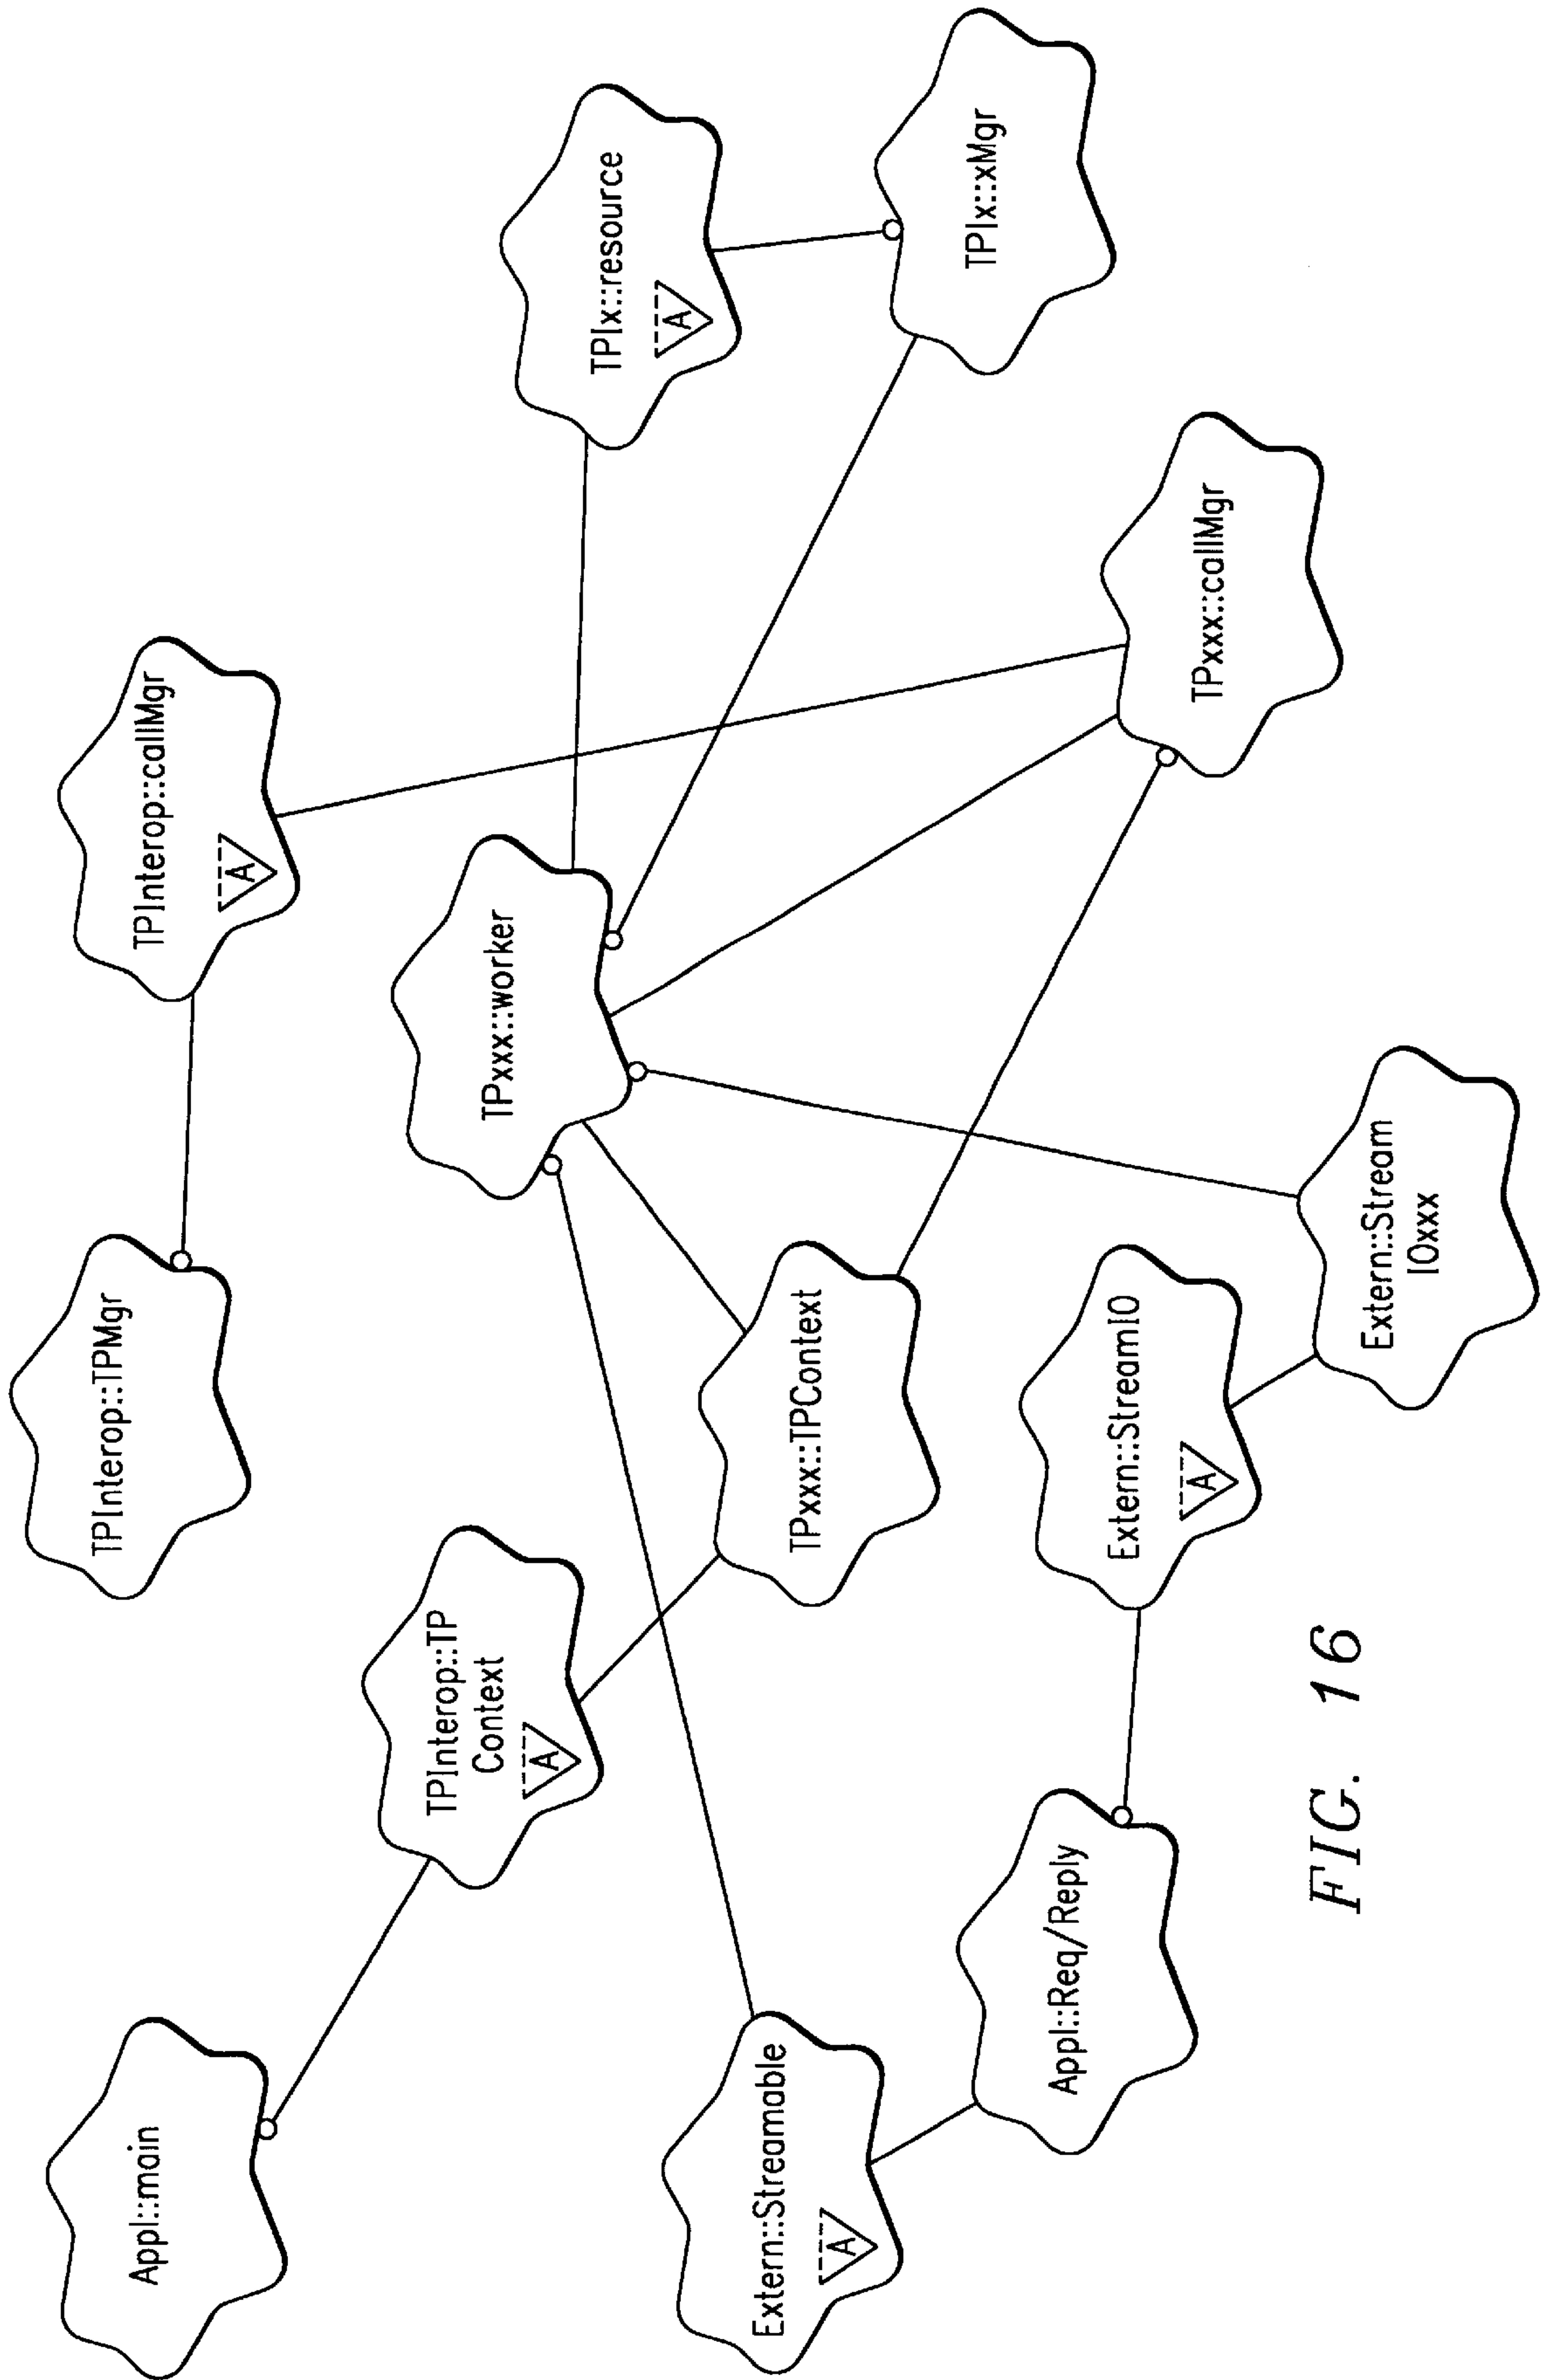 Appl::main
TPInterop::TPMgr
TPInterop::callMgr
A
TPInterop::TP
Context
A
TPxxx::worker
TPIx::resource
A
Extern::Streamable
A
TPxxx::TPContext
TPIx::xMgr
Appl::Req/Reply
Extern::StreamIO
A
TPxxx::callMgr
Extern::Stream
IOxxx
FIG. 16